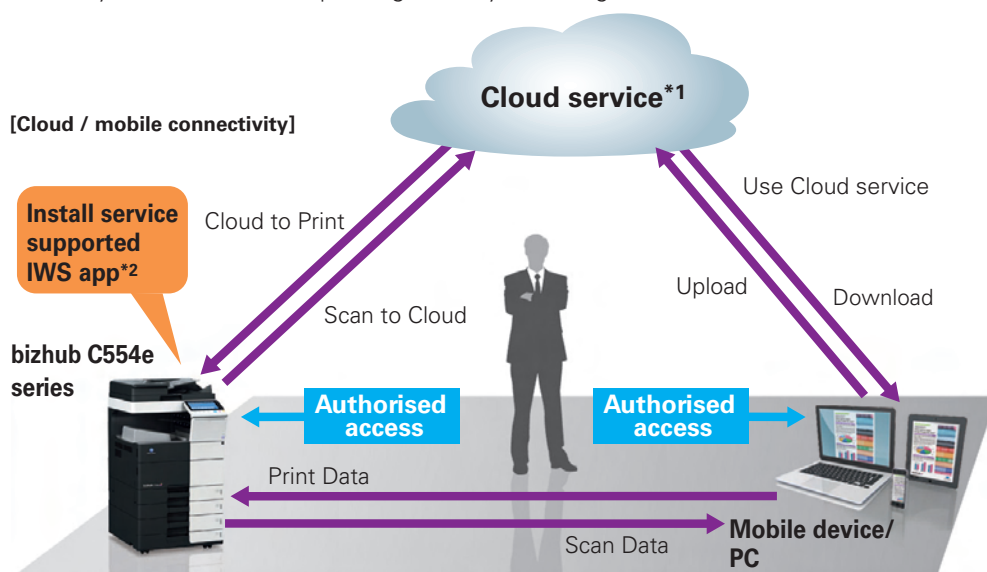 Cloud service*1
[Cloud / mobile connectivity]
Use Cloud service
Install service
supported
IWS app*2
Cloud to Print
Upload
Download
Scan to Cloud
bizhub C554e
series
Authorised
access
Authorised
access
Print Data
Scan Data
Mobile device/
PC